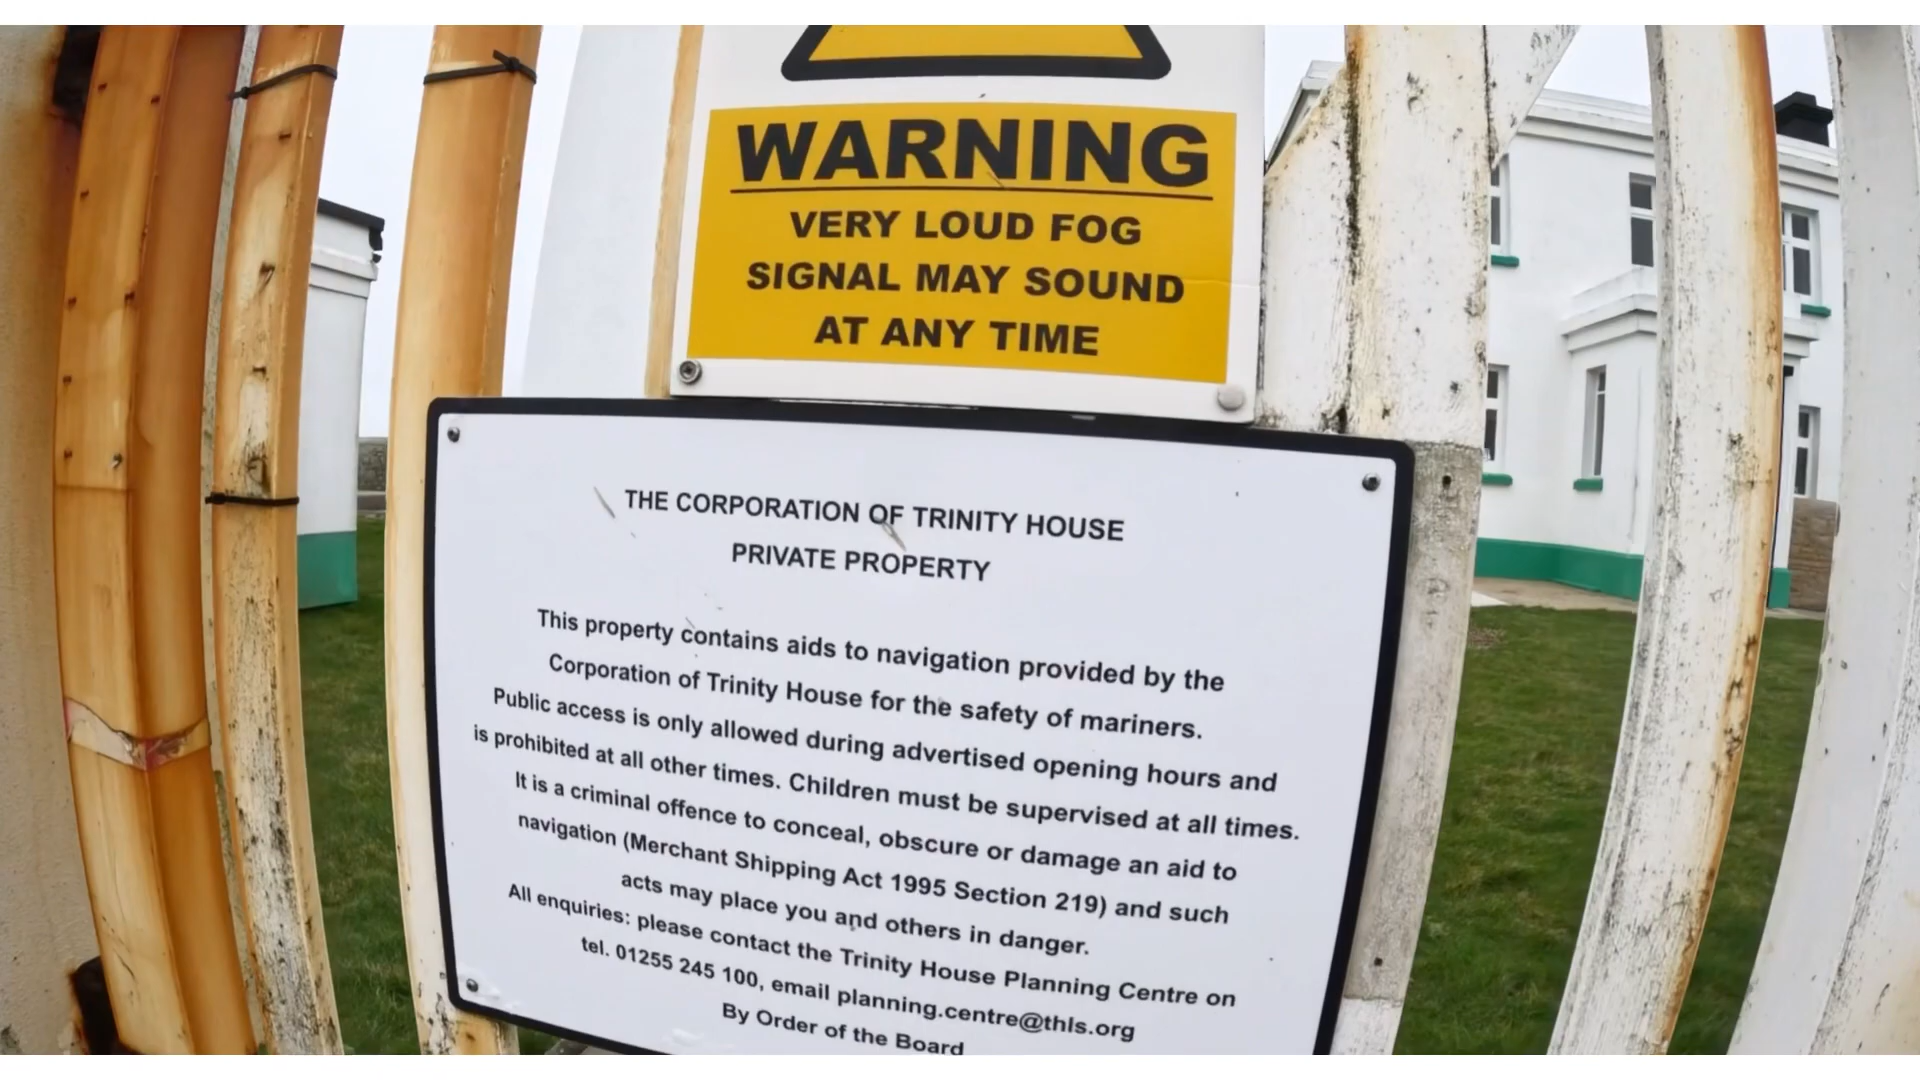 WARNING
VERY LOUD FOG
SIGNAL MAY SOUND
AT ANY TIME
THE CORPORATION OF TRINITY HOUSE
PRIVATE PROPERTY
This property contains aids to navigation provided by the
Corporation of Trinity House for the safety of mariners.
Public access is only allowed during advertised opening hours and
is prohibited at all other times. Children must be supervised at all times.
It is a criminal offence to conceal, obscure or damage an aid to
navigation (Merchant Shipping Act 1995 Section 219) and such
acts may place you and others in danger.
All enquiries: please contact the Trinity House Planning Centre on
tel. 01255 245 100, email planning.centre@thls.org
By Order of the Board